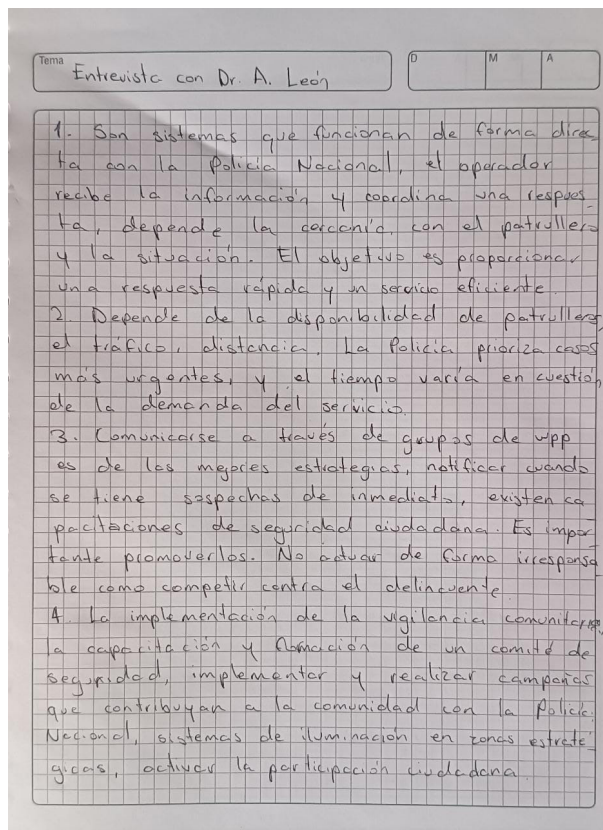 Tema
Entrevista con Dr. A. León
D
M
A
1. Son sistemas que funcionan de forma direc
ta con la Policia Nacional, el operador
recibe la información y coordina una respues_
ta, depende la cercania, con el patrullero
y la situación. El objetivo es proporcionar
una respuesta rápida y un servicio eficiente.
2. Depende de la disponibilidad de patrullero,
el tráfico, distancia. La Policia prioriza casos
más urgentes, y el tiempo varía en cuestión
de la demanda del servicio.
3. Comunicarse a través de grupos de wpp
es de las mejores estrategias, notificar cuando
se tiene sospechas de inmediato, existen ca
pacitaciones de seguridad ciudadana. Es impor
tante promoverlos. No actuar de forma irresponsa
ble como competir contra el delincuente.
4. La implementación de la vigilancia comunitaria,
la capacitación y formación de un comité de
seguridad, implementar y realizar campañas
que contribuyan a la comunidad con la Policia
Nacional, sistemas de iluminación en zonas estraté
gicas, activar la participación ciudadana.